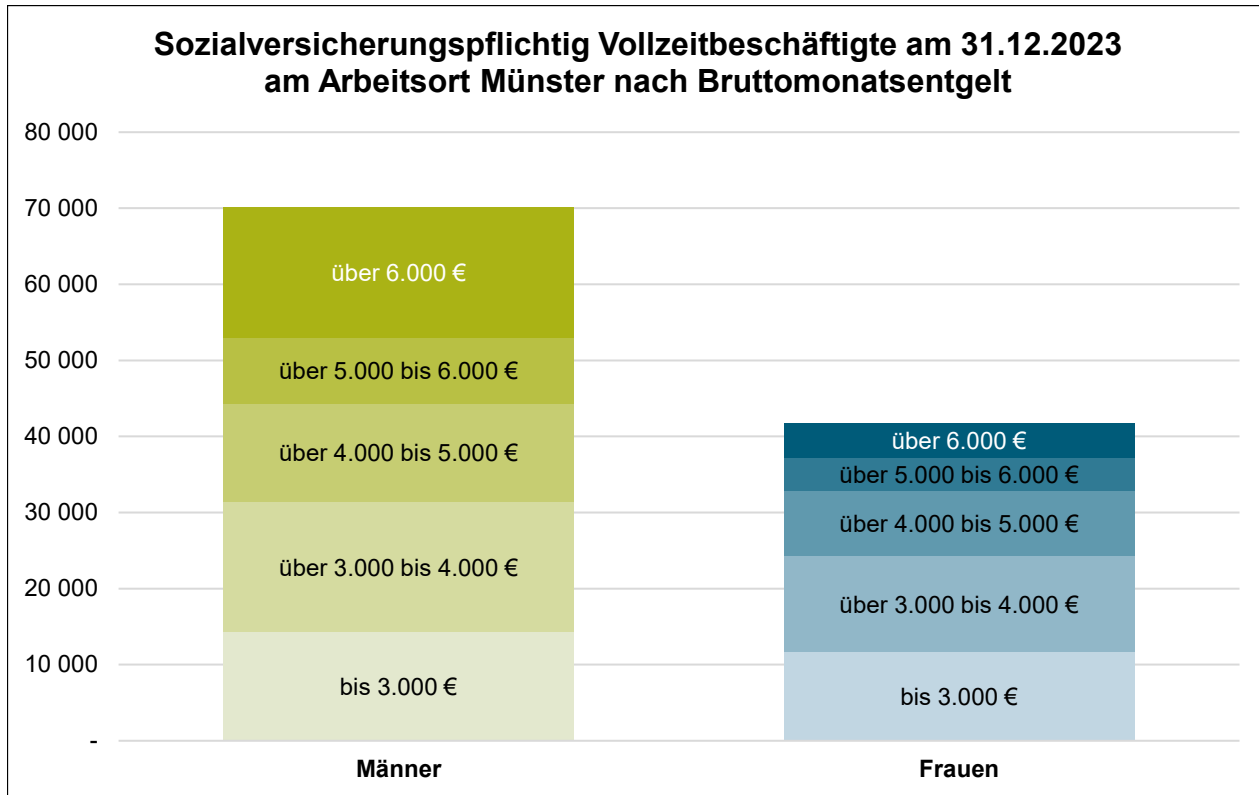 Sozialversicherungspflichtig Vollzeitbeschäftigte am 31.12.2023
am Arbeitsort Münster nach Bruttomonatsentgelt
80 000
70 000
60 000
50 000
40 000
30 000
20 000
10 000
-
über 6.000 €
über 5.000 bis 6.000 €
über 4.000 bis 5.000 €
über 3.000 bis 4.000 €
bis 3.000 €
über 6.000 €
über 5.000 bis 6.000 €
über 4.000 bis 5.000 €
über 3.000 bis 4.000 €
bis 3.000 €
Männer
Frauen